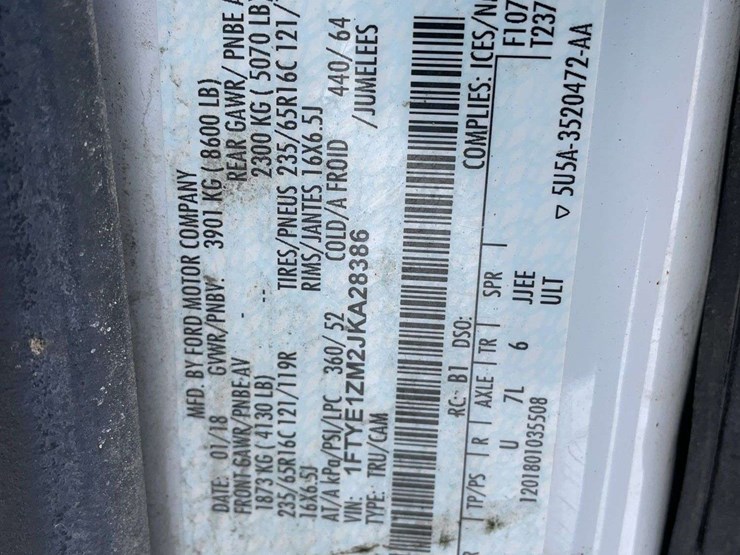 MFD. BY FORD MOTOR COMPANY
DATE: 01/18 GVWR/PNBV: 3901 KG ( 8600 LB)
FRONT GAWR/PNBE AV REAR GAWR/ PNBE
1873 KG ( 4130 LB) 2300 KG ( 5070 LB
235/65R16C 121/119R TIRES/PNEUS 235/65R16C 121/
16X6.5J RIMS/JANTES 16X6.5J
AT/A kPa/PSI/LPC 360/ 52 COLD/A FROID 440/ 64
VIN: 1FTYE1ZM2JKA28386 /JUMELEES
TYPE: TRU/CAM
RC: B1 DSO: COMPLIES: ICES/N
TP/PS R AXLE TR SPR F107
U 7L 6 JJEE T237
1201801035508 ULT
▽ 5U5A-3520472-AA